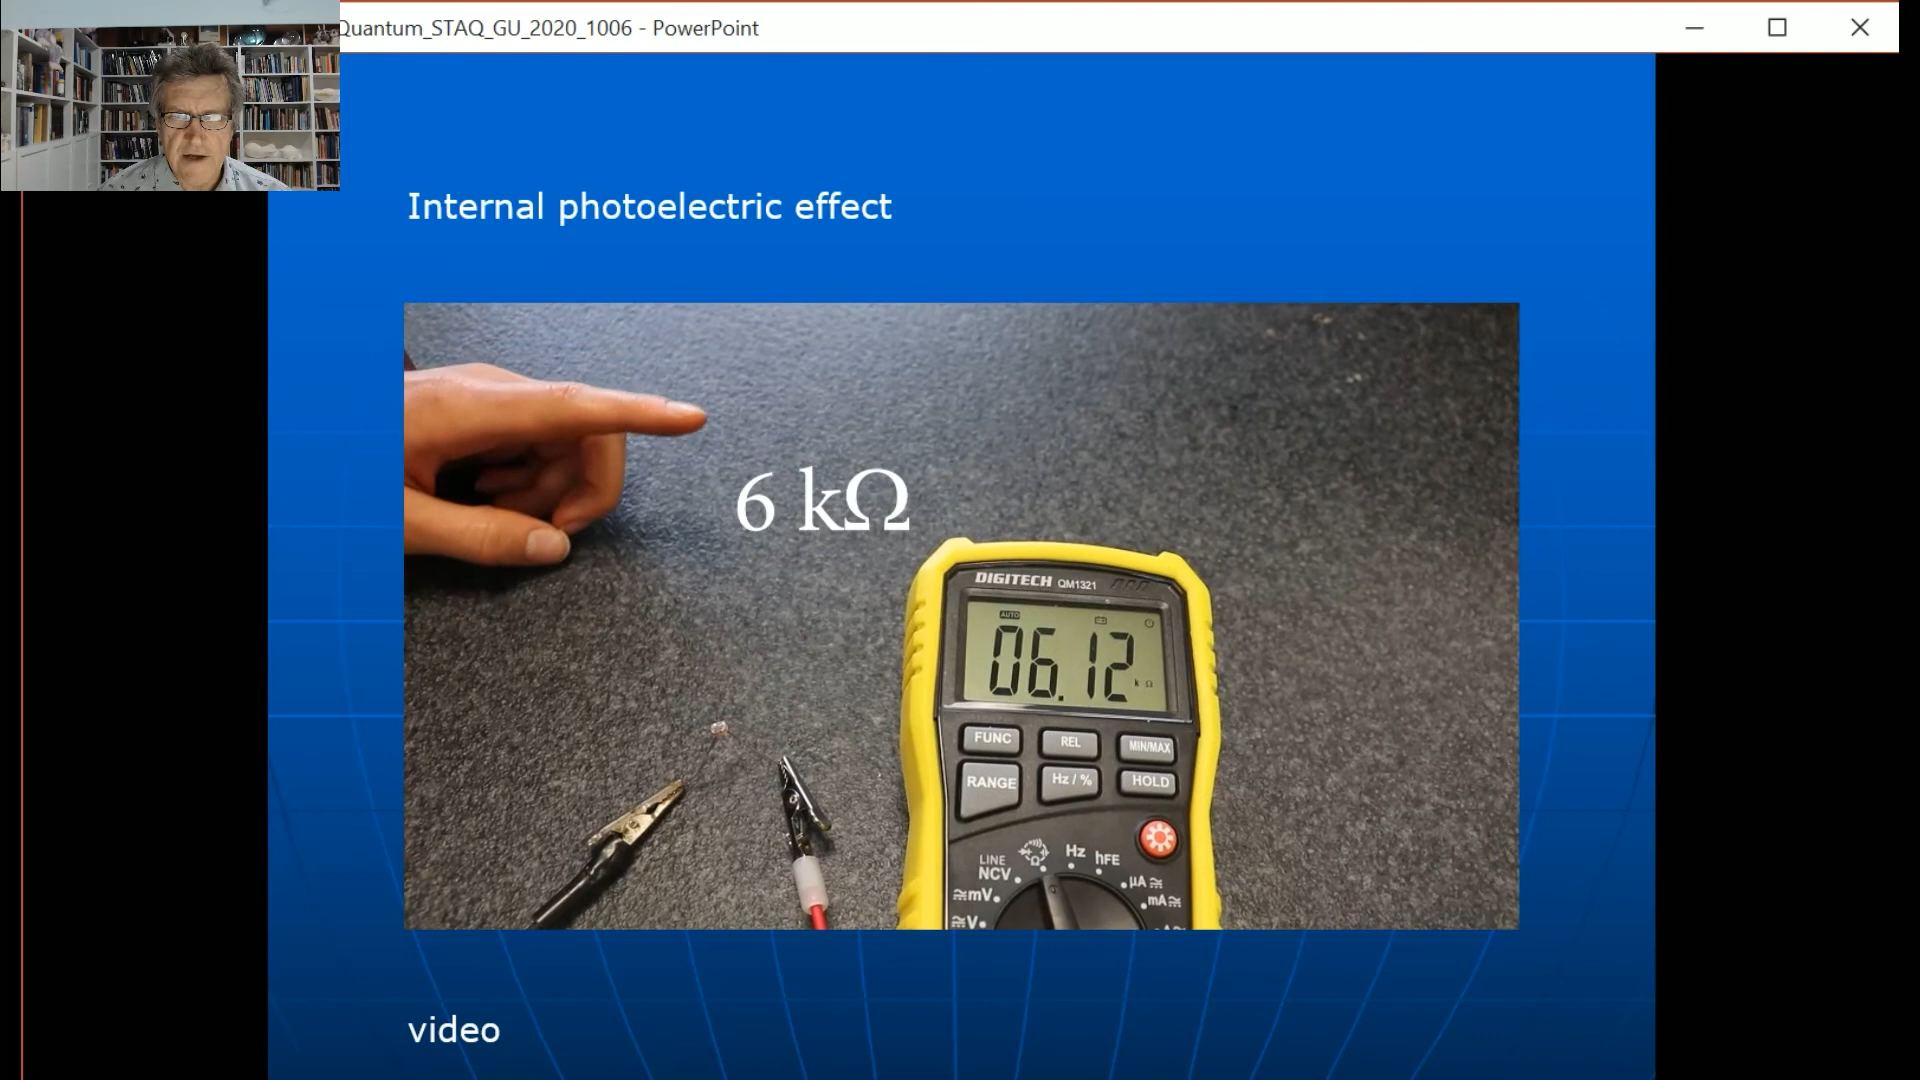 Quantum_STAQ_GU_2020_1006 - PowerPoint
Internal photoelectric effect
6 kΩ
DIGITECH QM1321
AUTO
06.12
k Ω
FUNC REL MIN/MAX
RANGE Hz / % HOLD
LINE
NCV
Ω
Hz
hFE
mV
µA
mA
V
video